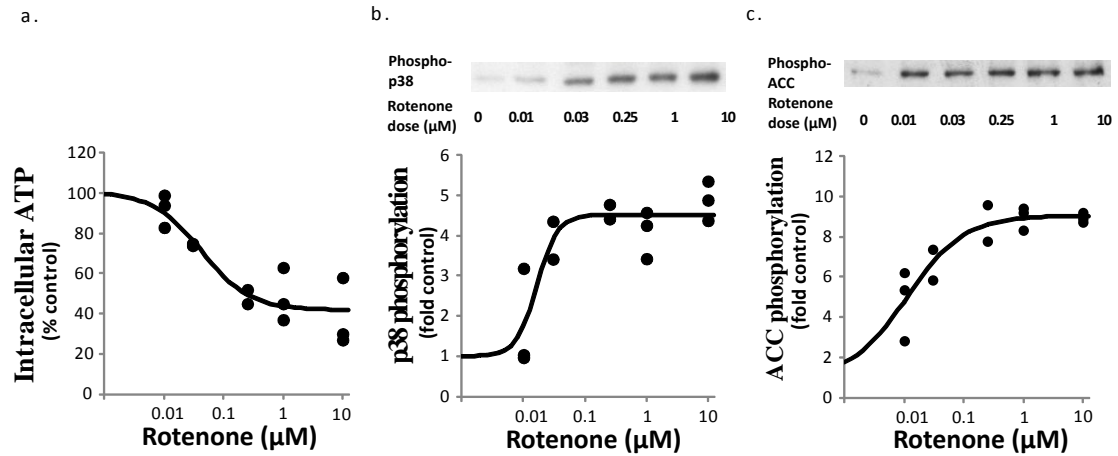 a.
120
100
80
60
40
20
0
0.01 0.1 1 10
Intracellular ATP
(% control)
Rotenone (µM)
b.
Phospho-
p38
Rotenone
dose (µM)
0 0.01 0.03 0.25 1 10
6
5
4
3
2
1
0
0.01 0.1 1 10
p38 phosphorylation
(fold control)
Rotenone (µM)
c.
Phospho-
ACC
Rotenone
dose (µM)
0 0.01 0.03 0.25 1 10
12
10
8
6
4
2
0
0.01 0.1 1 10
ACC phosphorylation
(fold control)
Rotenone (µM)